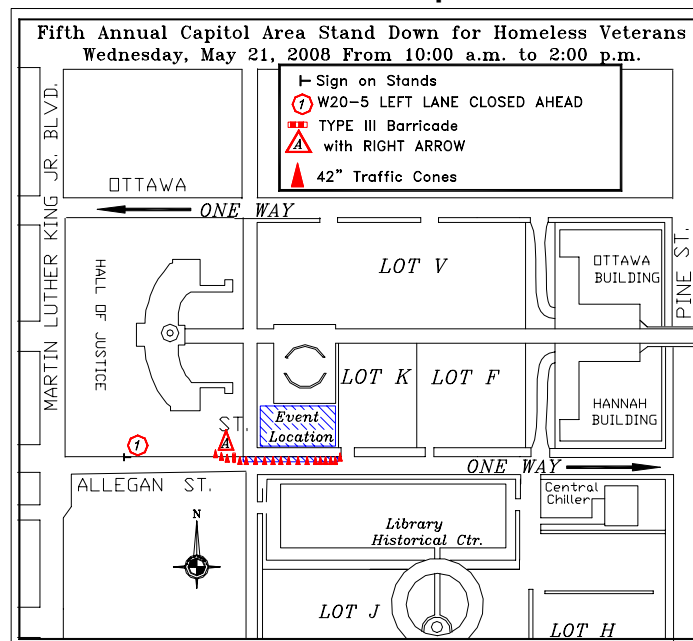 Fifth Annual Capitol Area Stand Down for Homeless Veterans
Wednesday, May 21, 2008 From 10:00 a.m. to 2:00 p.m.
Sign on Stands
1 W20-5 LEFT LANE CLOSED AHEAD
TYPE III Barricade
A with RIGHT ARROW
42" Traffic Cones
MARTIN LUTHER KING JR. BLVD.
OTTAWA
ONE WAY
PINE ST.
HALL OF JUSTICE
LOT V
OTTAWA
BUILDING
LOT K
LOT F
HANNAH
BUILDING
ST.
Event
Location
1
A
ONE WAY
ALLEGAN ST.
Central
Chiller
N
Library
Historical Ctr.
LOT J
LOT H